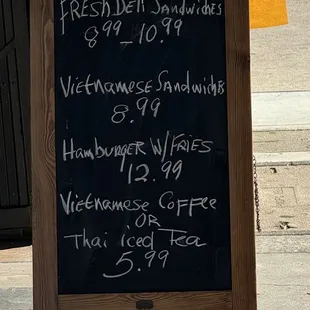 FRESH DELI SANDWICHES
8.99 - 10.99
VIETNAMESE SANDWICHES
8.99
HAMBURGER W/ FRIES
12.99
VIETNAMESE COFFEE
OR
THAI ICED TEA
5.99